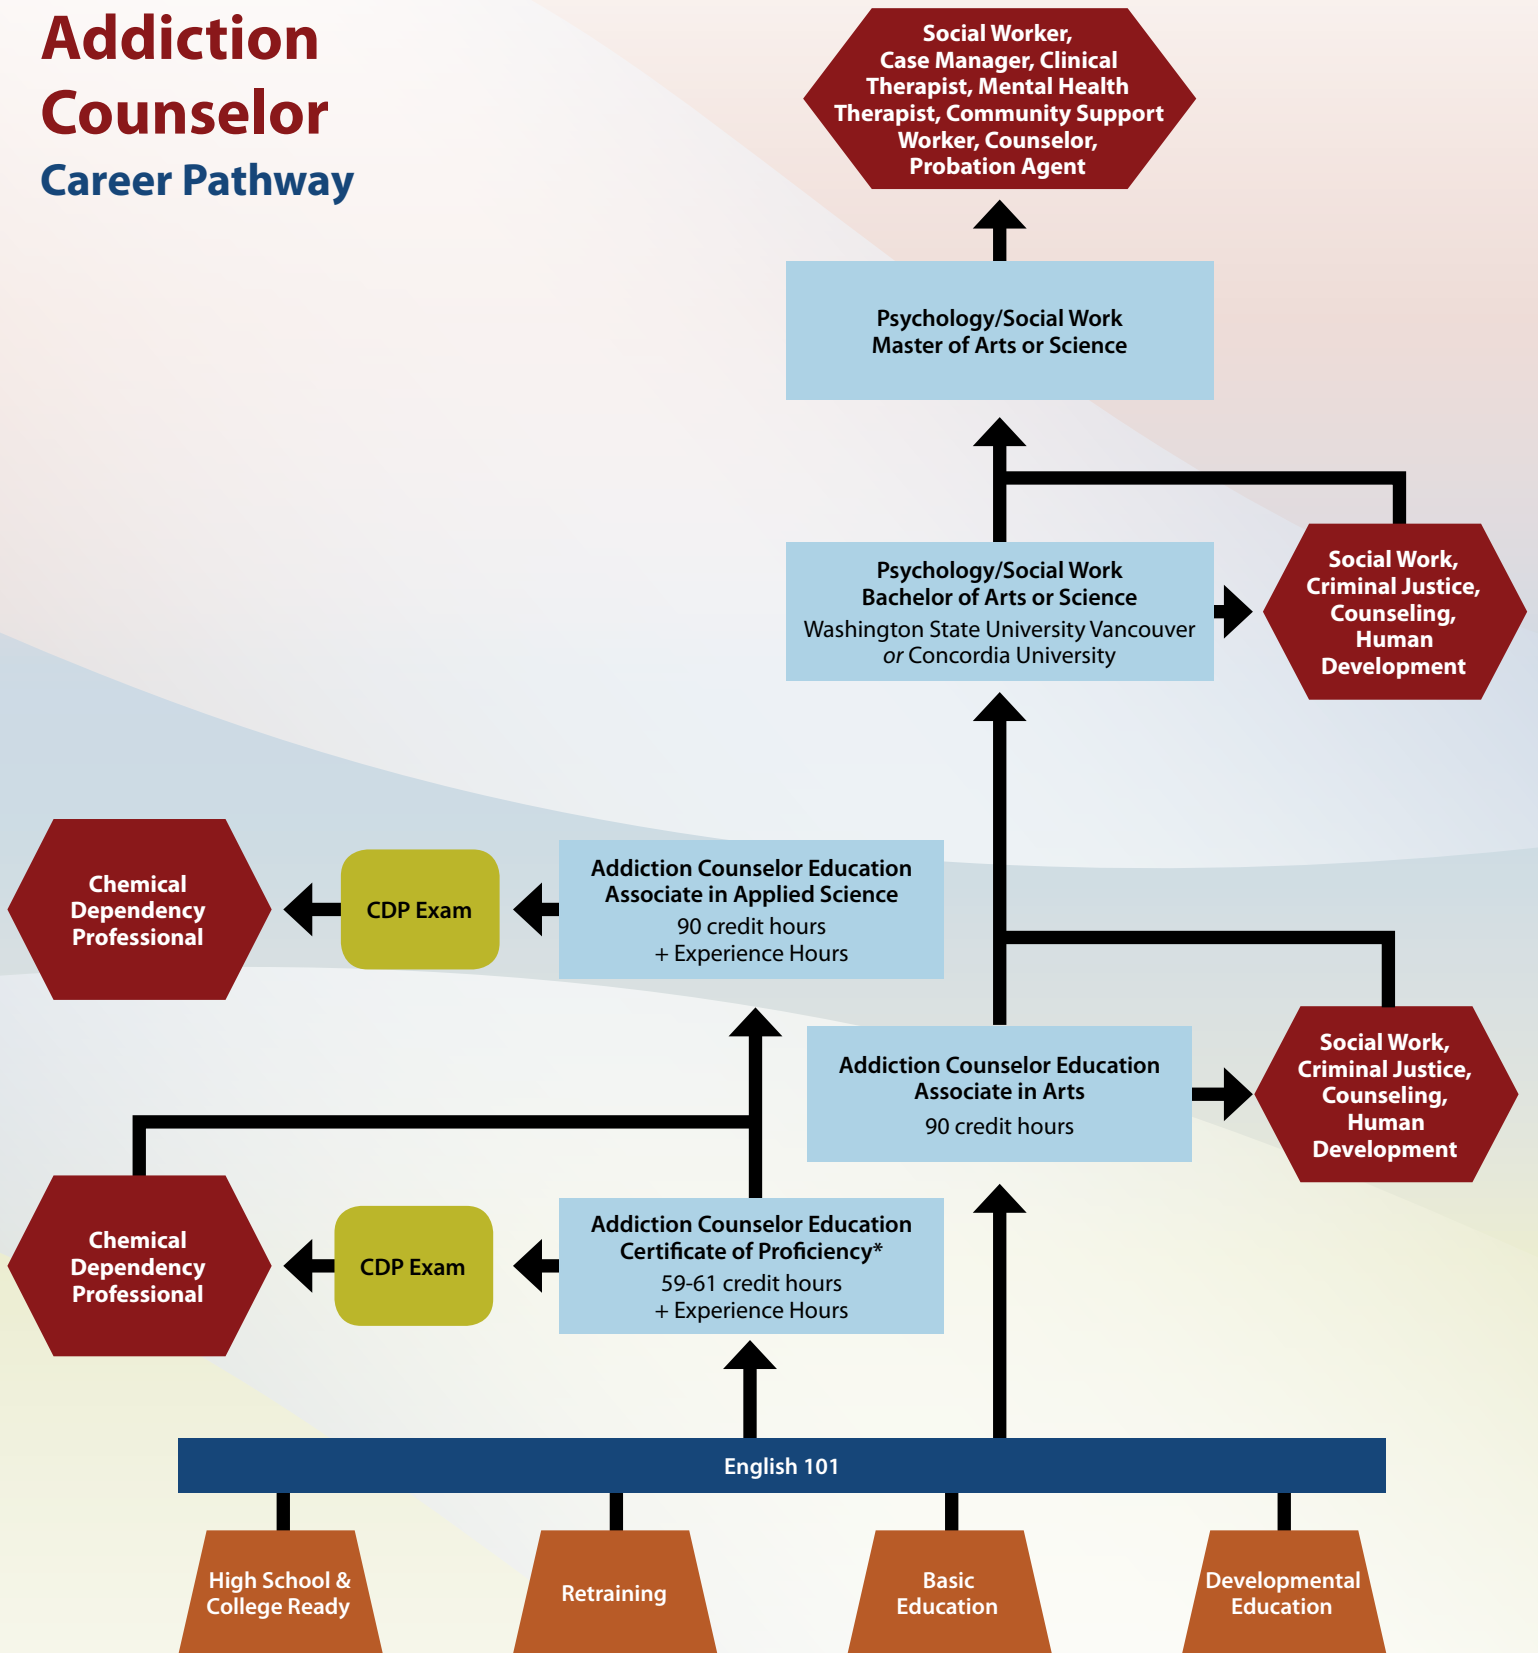 Addiction
Counselor
Career Pathway
Social Worker,
Case Manager, Clinical
Therapist, Mental Health
Therapist, Community Support
Worker, Counselor,
Probation Agent
Psychology/Social Work
Master of Arts or Science
Psychology/Social Work
Bachelor of Arts or Science
Washington State University Vancouver
or Concordia University
Social Work,
Criminal Justice,
Counseling,
Human
Development
Chemical
Dependency
Professional
CDP Exam
Addiction Counselor Education
Associate in Applied Science
90 credit hours
+ Experience Hours
Addiction Counselor Education
Associate in Arts
90 credit hours
Social Work,
Criminal Justice,
Counseling,
Human
Development
Chemical
Dependency
Professional
CDP Exam
Addiction Counselor Education
Certificate of Proficiency*
59-61 credit hours
+ Experience Hours
English 101
High School &
College Ready
Retraining
Basic
Education
Developmental
Education